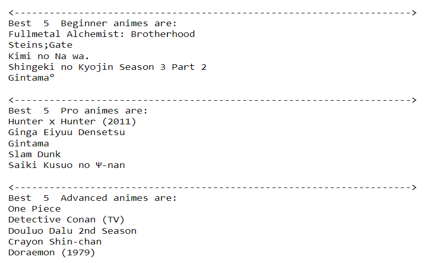 <---------------------------------------------------------------->
Best  5  Beginner animes are:
Fullmetal Alchemist: Brotherhood
Steins;Gate
Kimi no Na wa.
Shingeki no Kyojin Season 3 Part 2
Gintama°
<---------------------------------------------------------------->
Best  5  Pro animes are:
Hunter x Hunter (2011)
Ginga Eiyuu Densetsu
Gintama
Slam Dunk
Saiki Kusuo no Ψ-nan
<---------------------------------------------------------------->
Best  5  Advanced animes are:
One Piece
Detective Conan (TV)
Douluo Dalu 2nd Season
Crayon Shin-chan
Doraemon (1979)